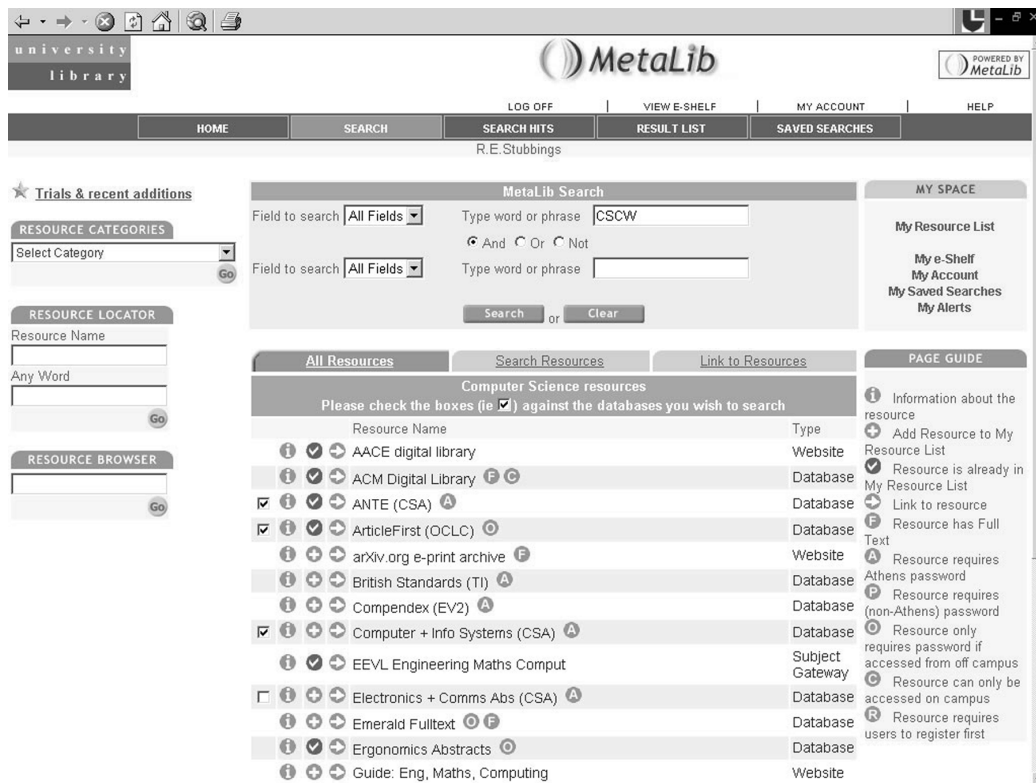 university
library
MetaLib
POWERED BY
MetaLib
LOG OFF | VIEW E-SHELF | MY ACCOUNT | HELP
HOME SEARCH SEARCH HITS RESULT LIST SAVED SEARCHES
R.E.Stubbings
Trials & recent additions
RESOURCE CATEGORIES
Select Category
Go
RESOURCE LOCATOR
Resource Name
Any Word
Go
RESOURCE BROWSER
Go
MetaLib Search
Field to search All Fields Type word or phrase CSCW
And Or Not
Field to search All Fields Type word or phrase
Search or Clear
All Resources Search Resources Link to Resources
Computer Science resources
Please check the boxes (ie ) against the databases you wish to search
Resource Name Type
i AACE digital library Website
i ACM Digital Library F C Database
i ANTE (CSA) A Database
i ArticleFirst (OCLC) O Database
i arXiv.org e-print archive F Website
i British Standards (TI) A Database
i Compendex (EV2) A Database
i Computer + Info Systems (CSA) A Database
i EEVL Engineering Maths Comput Subject
Gateway
i Electronics + Comms Abs (CSA) A Database
i Emerald Fulltext O F Database
i Ergonomics Abstracts O Database
i Guide: Eng, Maths, Computing Website
MY SPACE
My Resource List
My e-Shelf
My Account
My Saved Searches
My Alerts
PAGE GUIDE
i Information about the
resource
Add Resource to My
Resource List
Resource is already in
My Resource List
Link to resource
F Resource has Full
Text
A Resource requires
Athens password
P Resource requires
(non-Athens) password
O Resource only
requires password if
accessed from off campus
C Resource can only be
accessed on campus
R Resource requires
users to register first